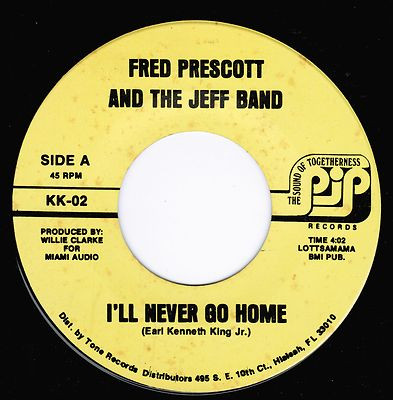 FRED PRESCOTT
AND THE JEFF BAND
SIDE A
45 RPM
KK-02
PRODUCED BY:
WILLIE CLARKE
FOR
MIAMI AUDIO
THE SOUND OF TOGETHERNESS
PJP
RECORDS
TIME 4:02
LOTTSAMAMA
BMI PUB.
I'LL NEVER GO HOME
(Earl Kenneth King Jr.)
Dist. by Tone Records Distributors 495 S. E. 10th Ct., Hialeah, FL 33010